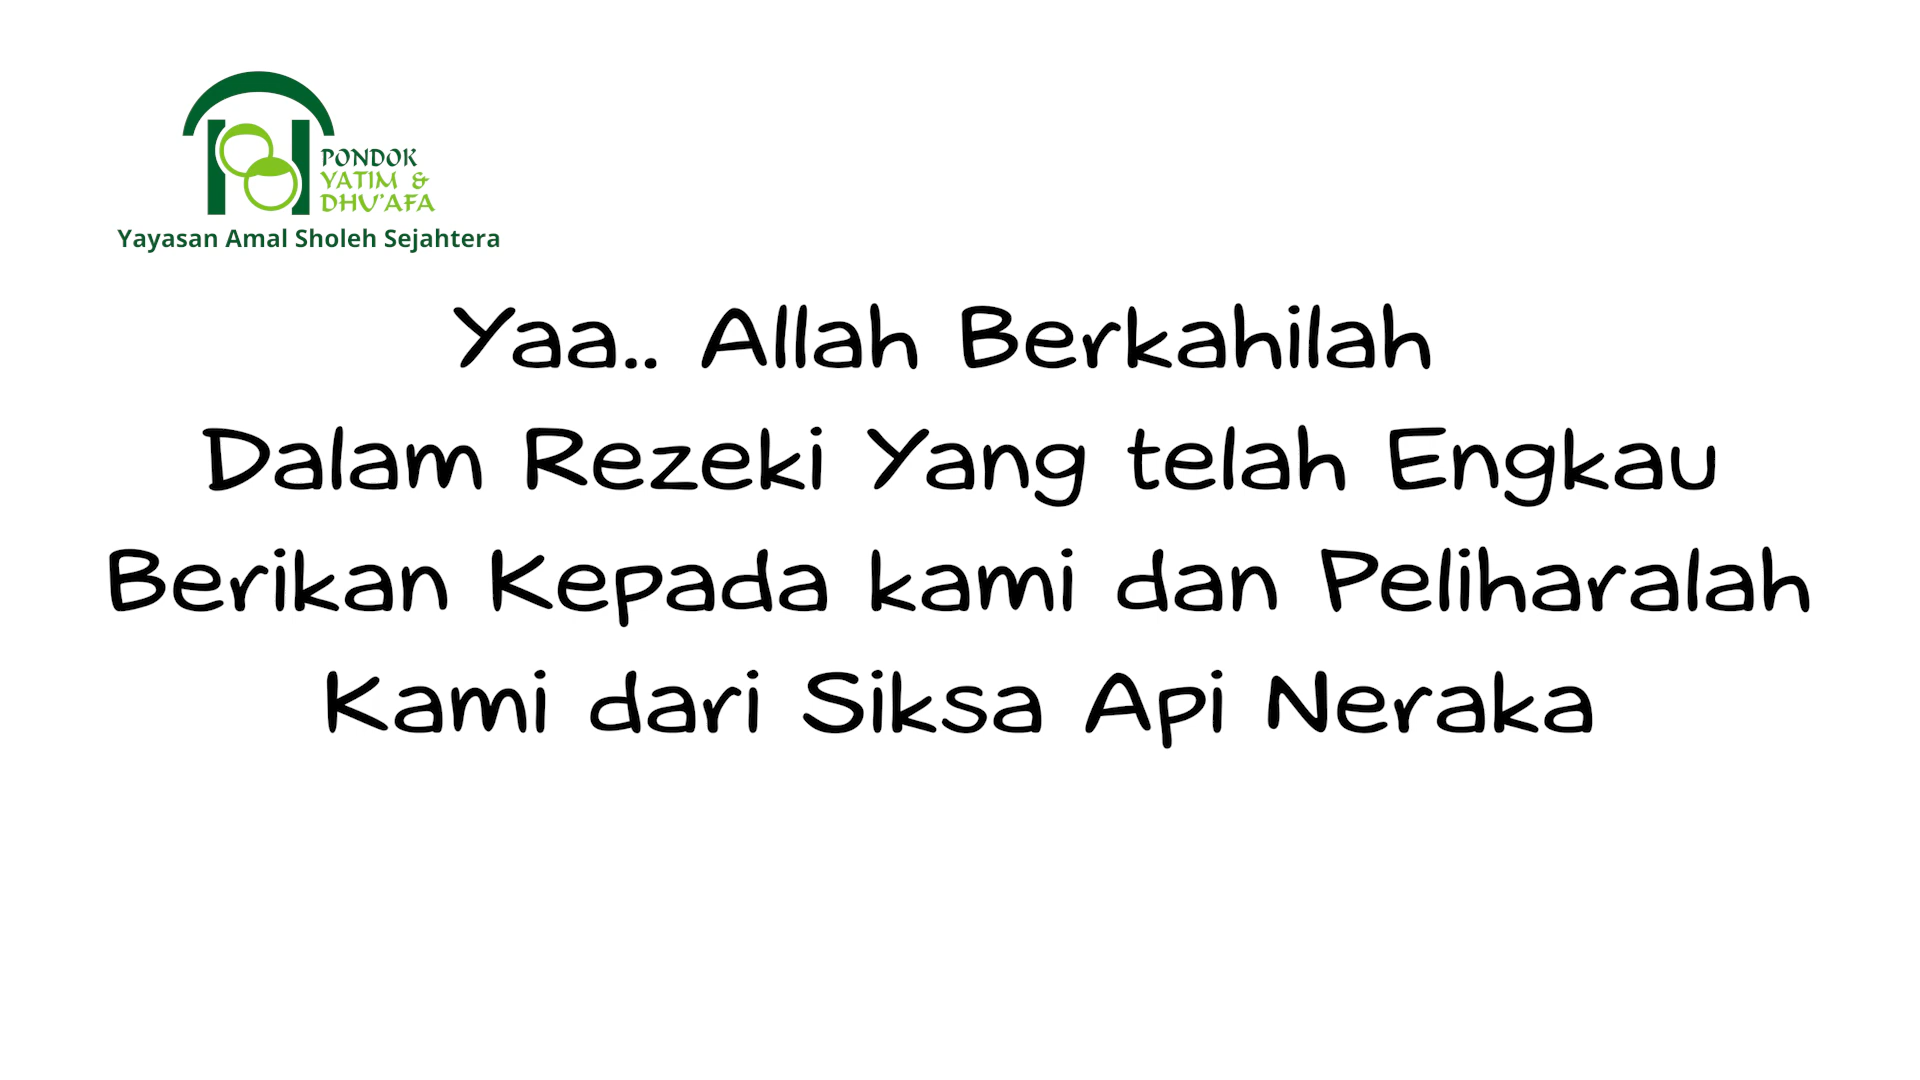 PONDOK
YATIM &
DHU'AFA
Yayasan Amal Sholeh Sejahtera
Yaa.. Allah Berkahilah
Dalam Rezeki Yang telah Engkau
Berikan Kepada kami dan Peliharalah
Kami dari Siksa Api Neraka